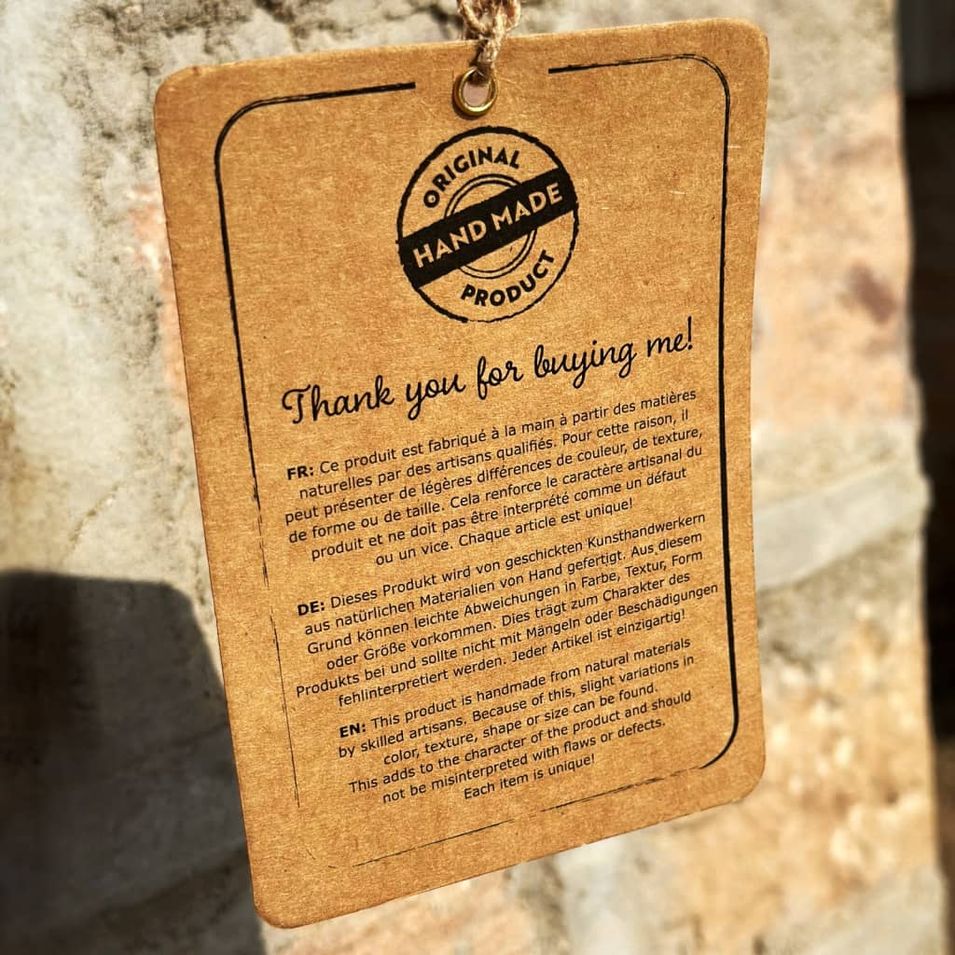 ORIGINAL
HAND MADE
PRODUCT
Thank you for buying me!
FR: Ce produit est fabriqué à la main à partir des matières
naturelles par des artisans qualifiés. Pour cette raison, il
peut présenter de légères différences de couleur, de texture,
de forme ou de taille. Cela renforce le caractère artisanal du
produit et ne doit pas être interprété comme un défaut
ou un vice. Chaque article est unique!
DE: Dieses Produkt wird von geschickten Kunsthandwerkern
aus natürlichen Materialien von Hand gefertigt. Aus diesem
Grund können leichte Abweichungen in Farbe, Textur, Form
oder Größe vorkommen. Dies trägt zum Charakter des
Produkts bei und sollte nicht mit Mängeln oder Beschädigungen
fehlinterpretiert werden. Jeder Artikel ist einzigartig!
EN: This product is handmade from natural materials
by skilled artisans. Because of this, slight variations in
color, texture, shape or size can be found.
This adds to the character of the product and should
not be misinterpreted with flaws or defects.
Each item is unique!